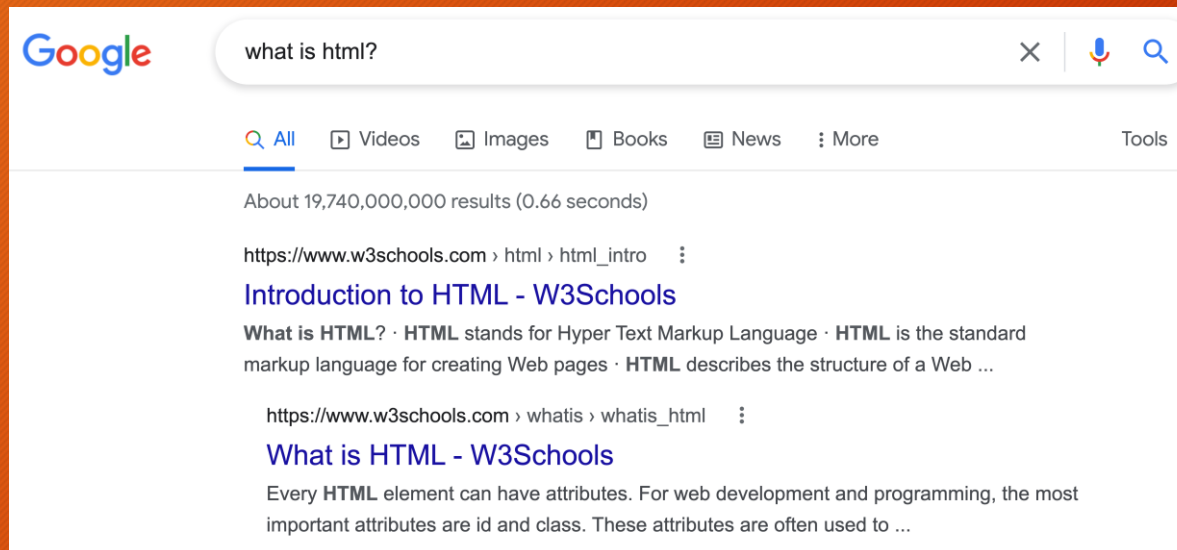 Google
what is html?
All Videos Images Books News More Tools
About 19,740,000,000 results (0.66 seconds)
https://www.w3schools.com › html › html_intro
Introduction to HTML - W3Schools
What is HTML? · HTML stands for Hyper Text Markup Language · HTML is the standard
markup language for creating Web pages · HTML describes the structure of a Web ...
https://www.w3schools.com › whatis › whatis_html
What is HTML - W3Schools
Every HTML element can have attributes. For web development and programming, the most
important attributes are id and class. These attributes are often used to ...